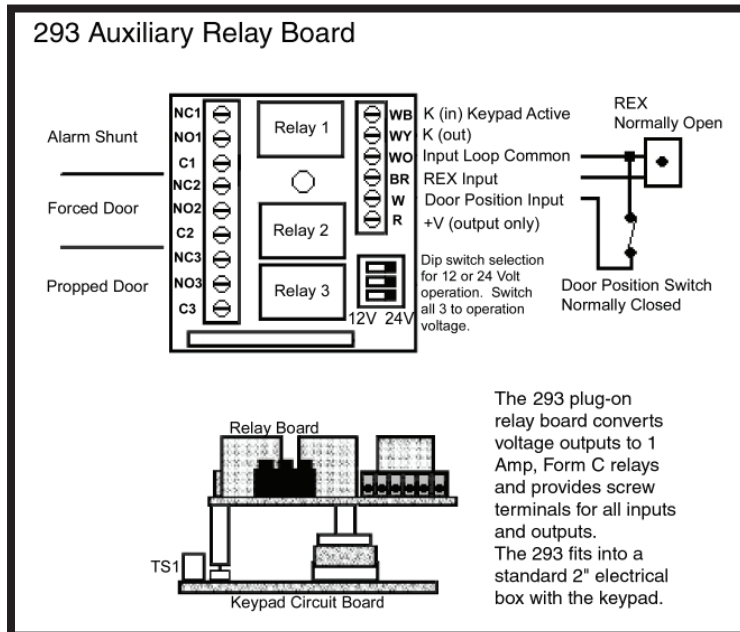 293 Auxiliary Relay Board
Alarm Shunt
Forced Door
Propped Door
NC1
NO1
C1
NC2
NO2
C2
NC3
NO3
C3
Relay 1
Relay 2
Relay 3
WB K (in) Keypad Active
WY K (out)
WO Input Loop Common
BR REX Input
W Door Position Input
R +V (output only)
12V 24V
Dip switch selection
for 12 or 24 Volt
operation. Switch
all 3 to operation
voltage.
REX
Normally Open
Door Position Switch
Normally Closed
Relay Board
TS1
Keypad Circuit Board
The 293 plug-on
relay board converts
voltage outputs to 1
Amp, Form C relays
and provides screw
terminals for all inputs
and outputs.
The 293 fits into a
standard 2" electrical
box with the keypad.